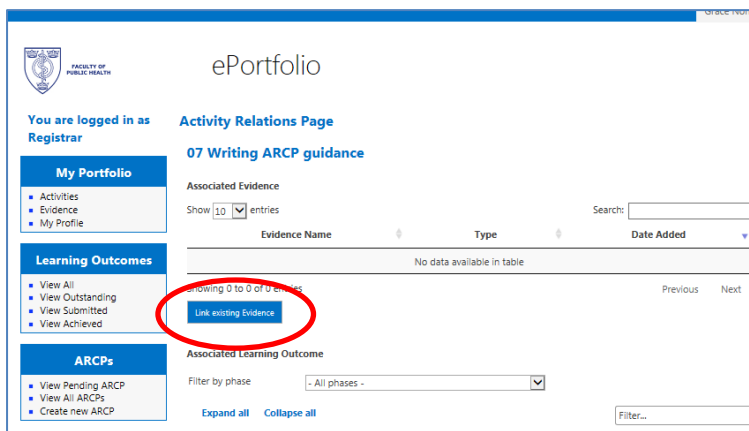 FACULTY OF
PUBLIC HEALTH
ePortfolio
You are logged in as
Registrar
My Portfolio
Activities
Evidence
My Profile
Learning Outcomes
View All
View Outstanding
View Submitted
View Achieved
ARCPs
View Pending ARCP
View All ARCPs
Create new ARCP
Activity Relations Page
07 Writing ARCP guidance
Associated Evidence
Show 10 entries Search:
Evidence Name Type Date Added
No data available in table
Showing 0 to 0 of 0 entries Previous Next
Link existing Evidence
Associated Learning Outcome
Filter by phase - All phases -
Expand all Collapse all Filter...